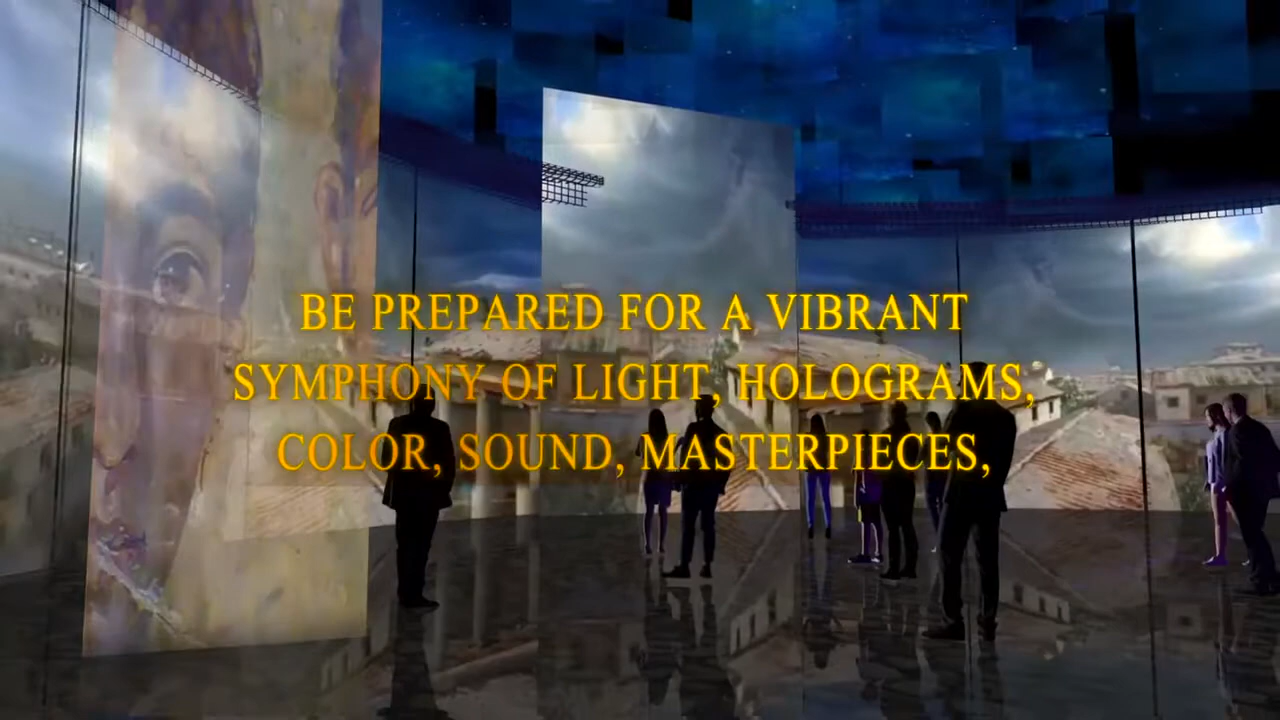 BE PREPARED FOR A VIBRANT
SYMPHONY OF LIGHT, HOLOGRAMS,
COLOR, SOUND, MASTERPIECES,